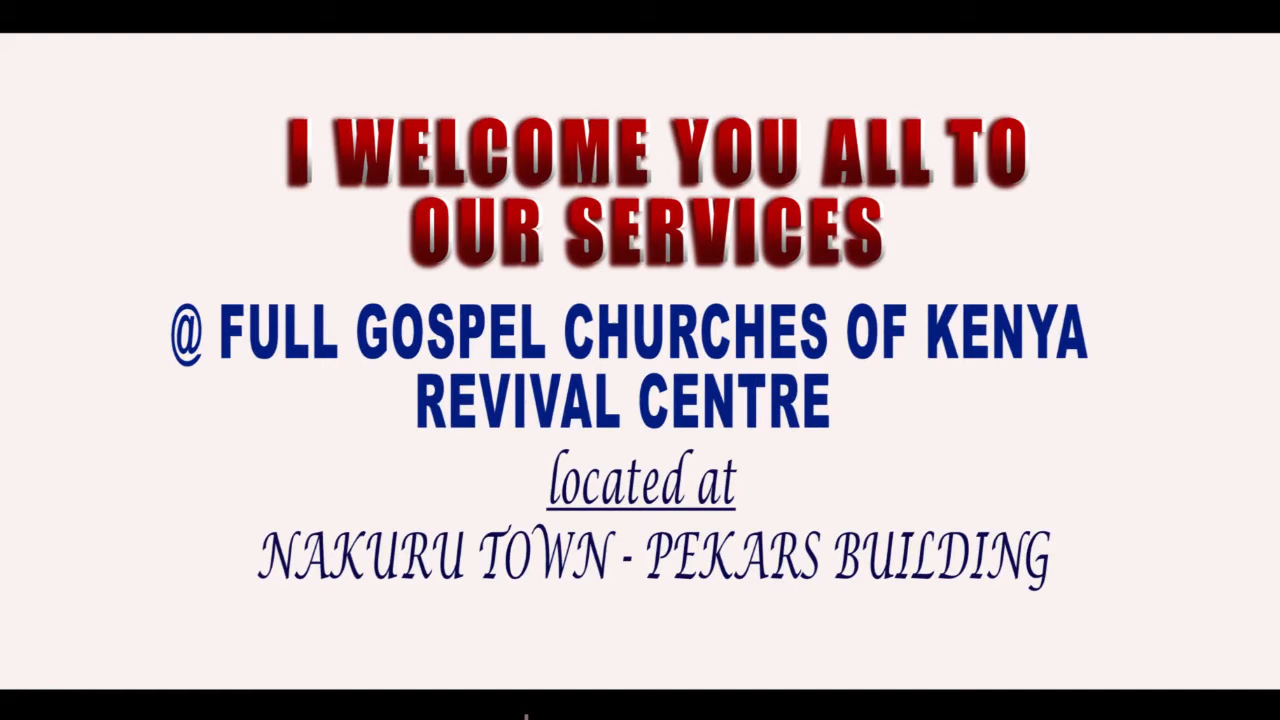 I WELCOME YOU ALL TO
OUR SERVICES
@ FULL GOSPEL CHURCHES OF KENYA
REVIVAL CENTRE
located at
NAKURU TOWN - PEKARS BUILDING